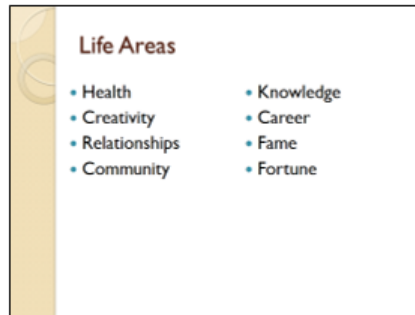 Life Areas
• Health
• Creativity
• Relationships
• Community
• Knowledge
• Career
• Fame
• Fortune